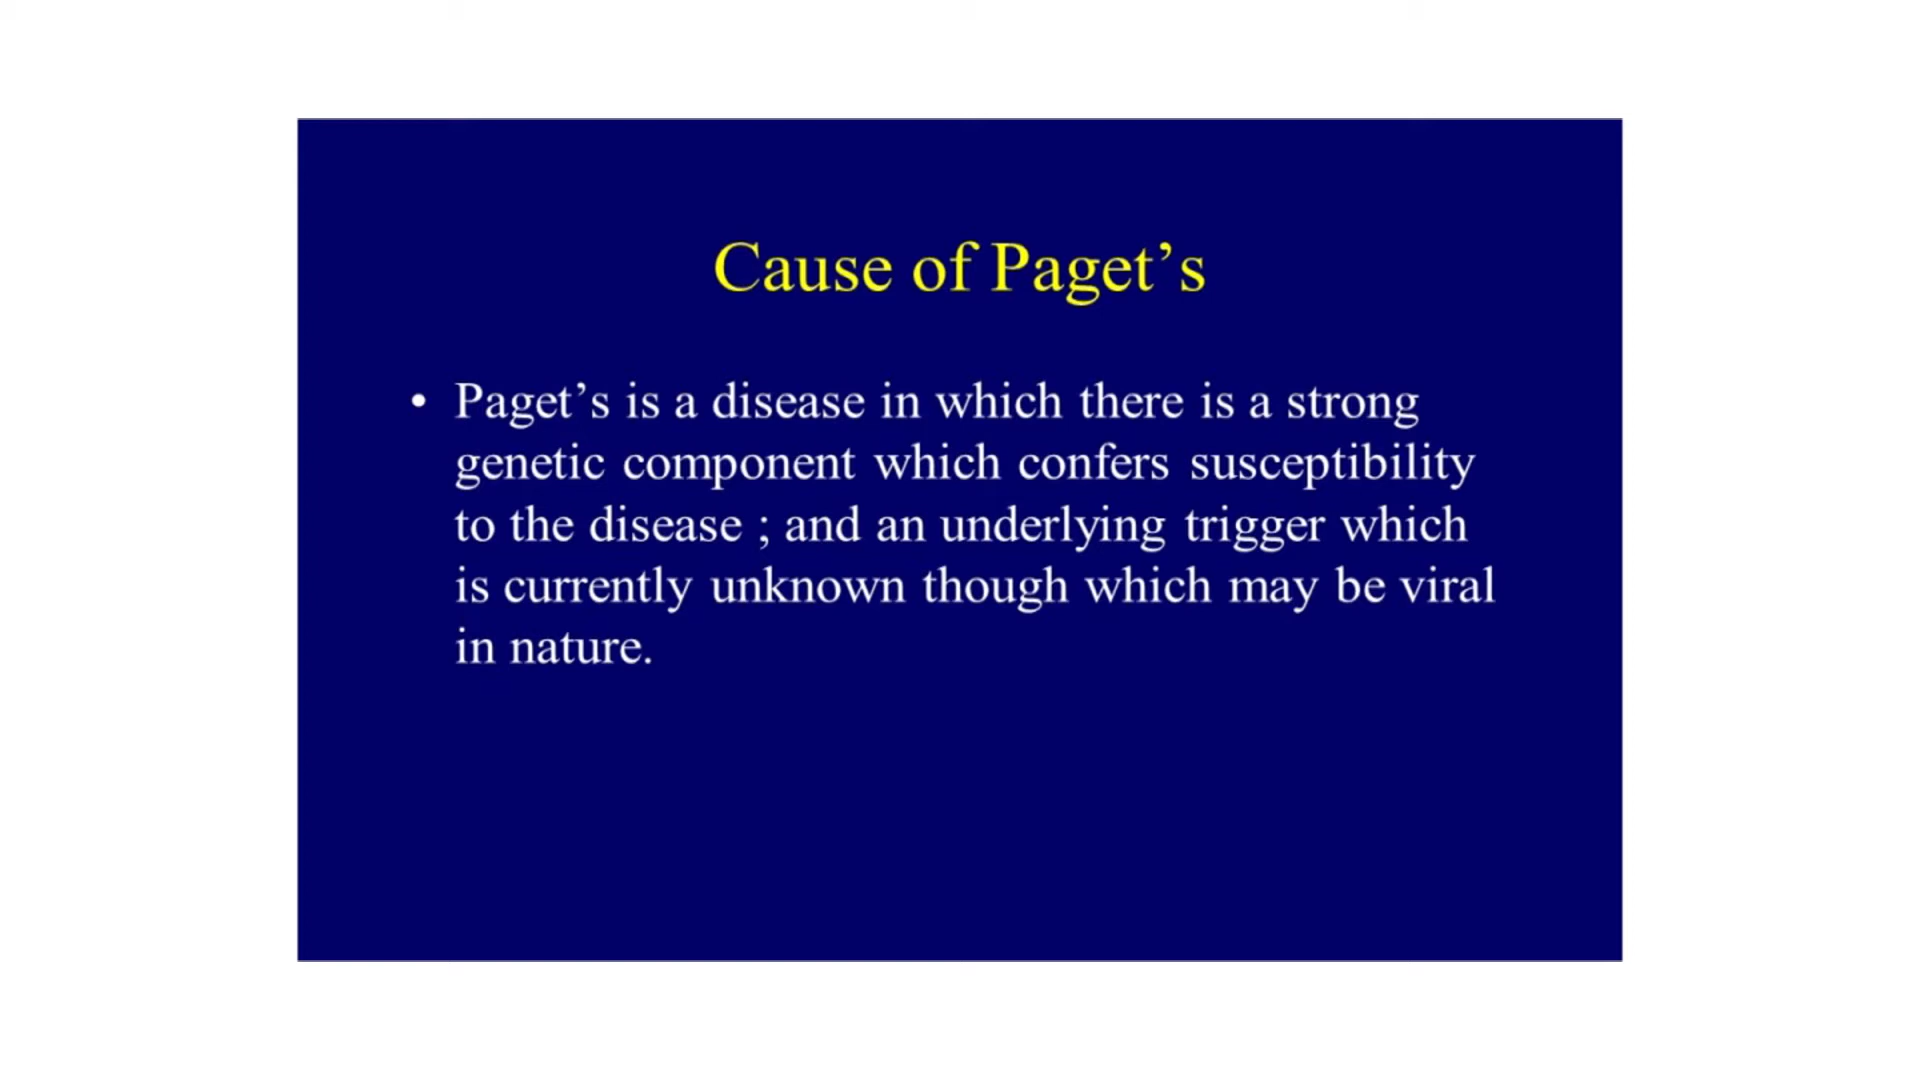 Cause of Paget’s
• Paget’s is a disease in which there is a strong
genetic component which confers susceptibility
to the disease ; and an underlying trigger which
is currently unknown though which may be viral
in nature.